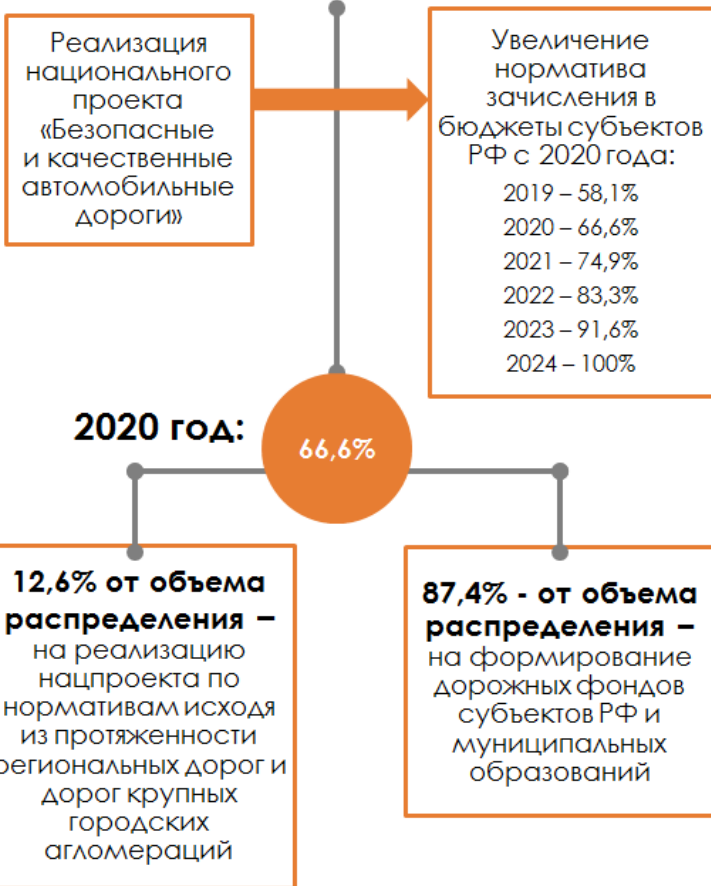 Реализация
национального
проекта
«Безопасные
и качественные
автомобильные
дороги»
Увеличение
норматива
зачисления в
бюджеты субъектов
РФ с 2020 года:
2019 – 58,1%
2020 – 66,6%
2021 – 74,9%
2022 – 83,3%
2023 – 91,6%
2024 – 100%
2020 год:
66,6%
12,6% от объема
распределения –
на реализацию
нацпроекта по
нормативам исходя
из протяженности
региональных дорог и
дорог крупных
городских
агломераций
87,4% - от объема
распределения –
на формирование
дорожных фондов
субъектов РФ и
муниципальных
образований